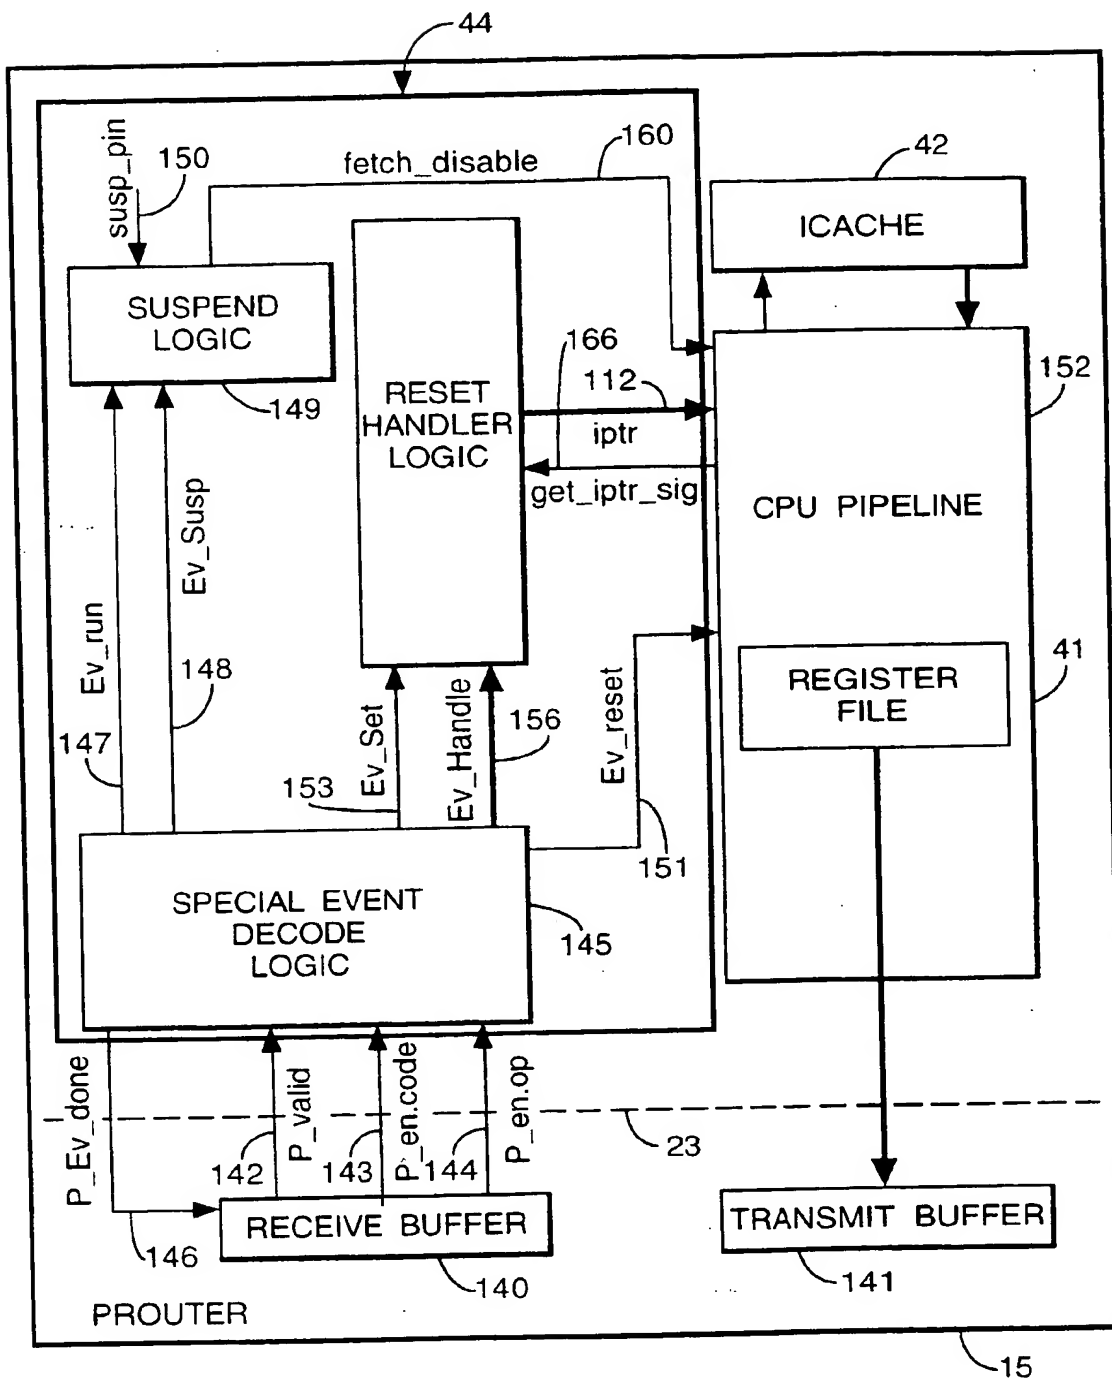 44
susp_pin
150
fetch_disable
160
42
ICACHE
SUSPEND
LOGIC
149
RESET
HANDLER
LOGIC
166
112
iptr
get_iptr_sig
152
CPU PIPELINE
Ev_run
Ev_Susp
147
148
Ev_Set
153
Ev_Handle
156
Ev_reset
151
REGISTER
FILE
41
SPECIAL EVENT
DECODE
LOGIC
145
P_Ev_done
142
P_valid
143
P_en.code
144
P_en.op
23
146
RECEIVE BUFFER
140
TRANSMIT BUFFER
141
PROUTER
15